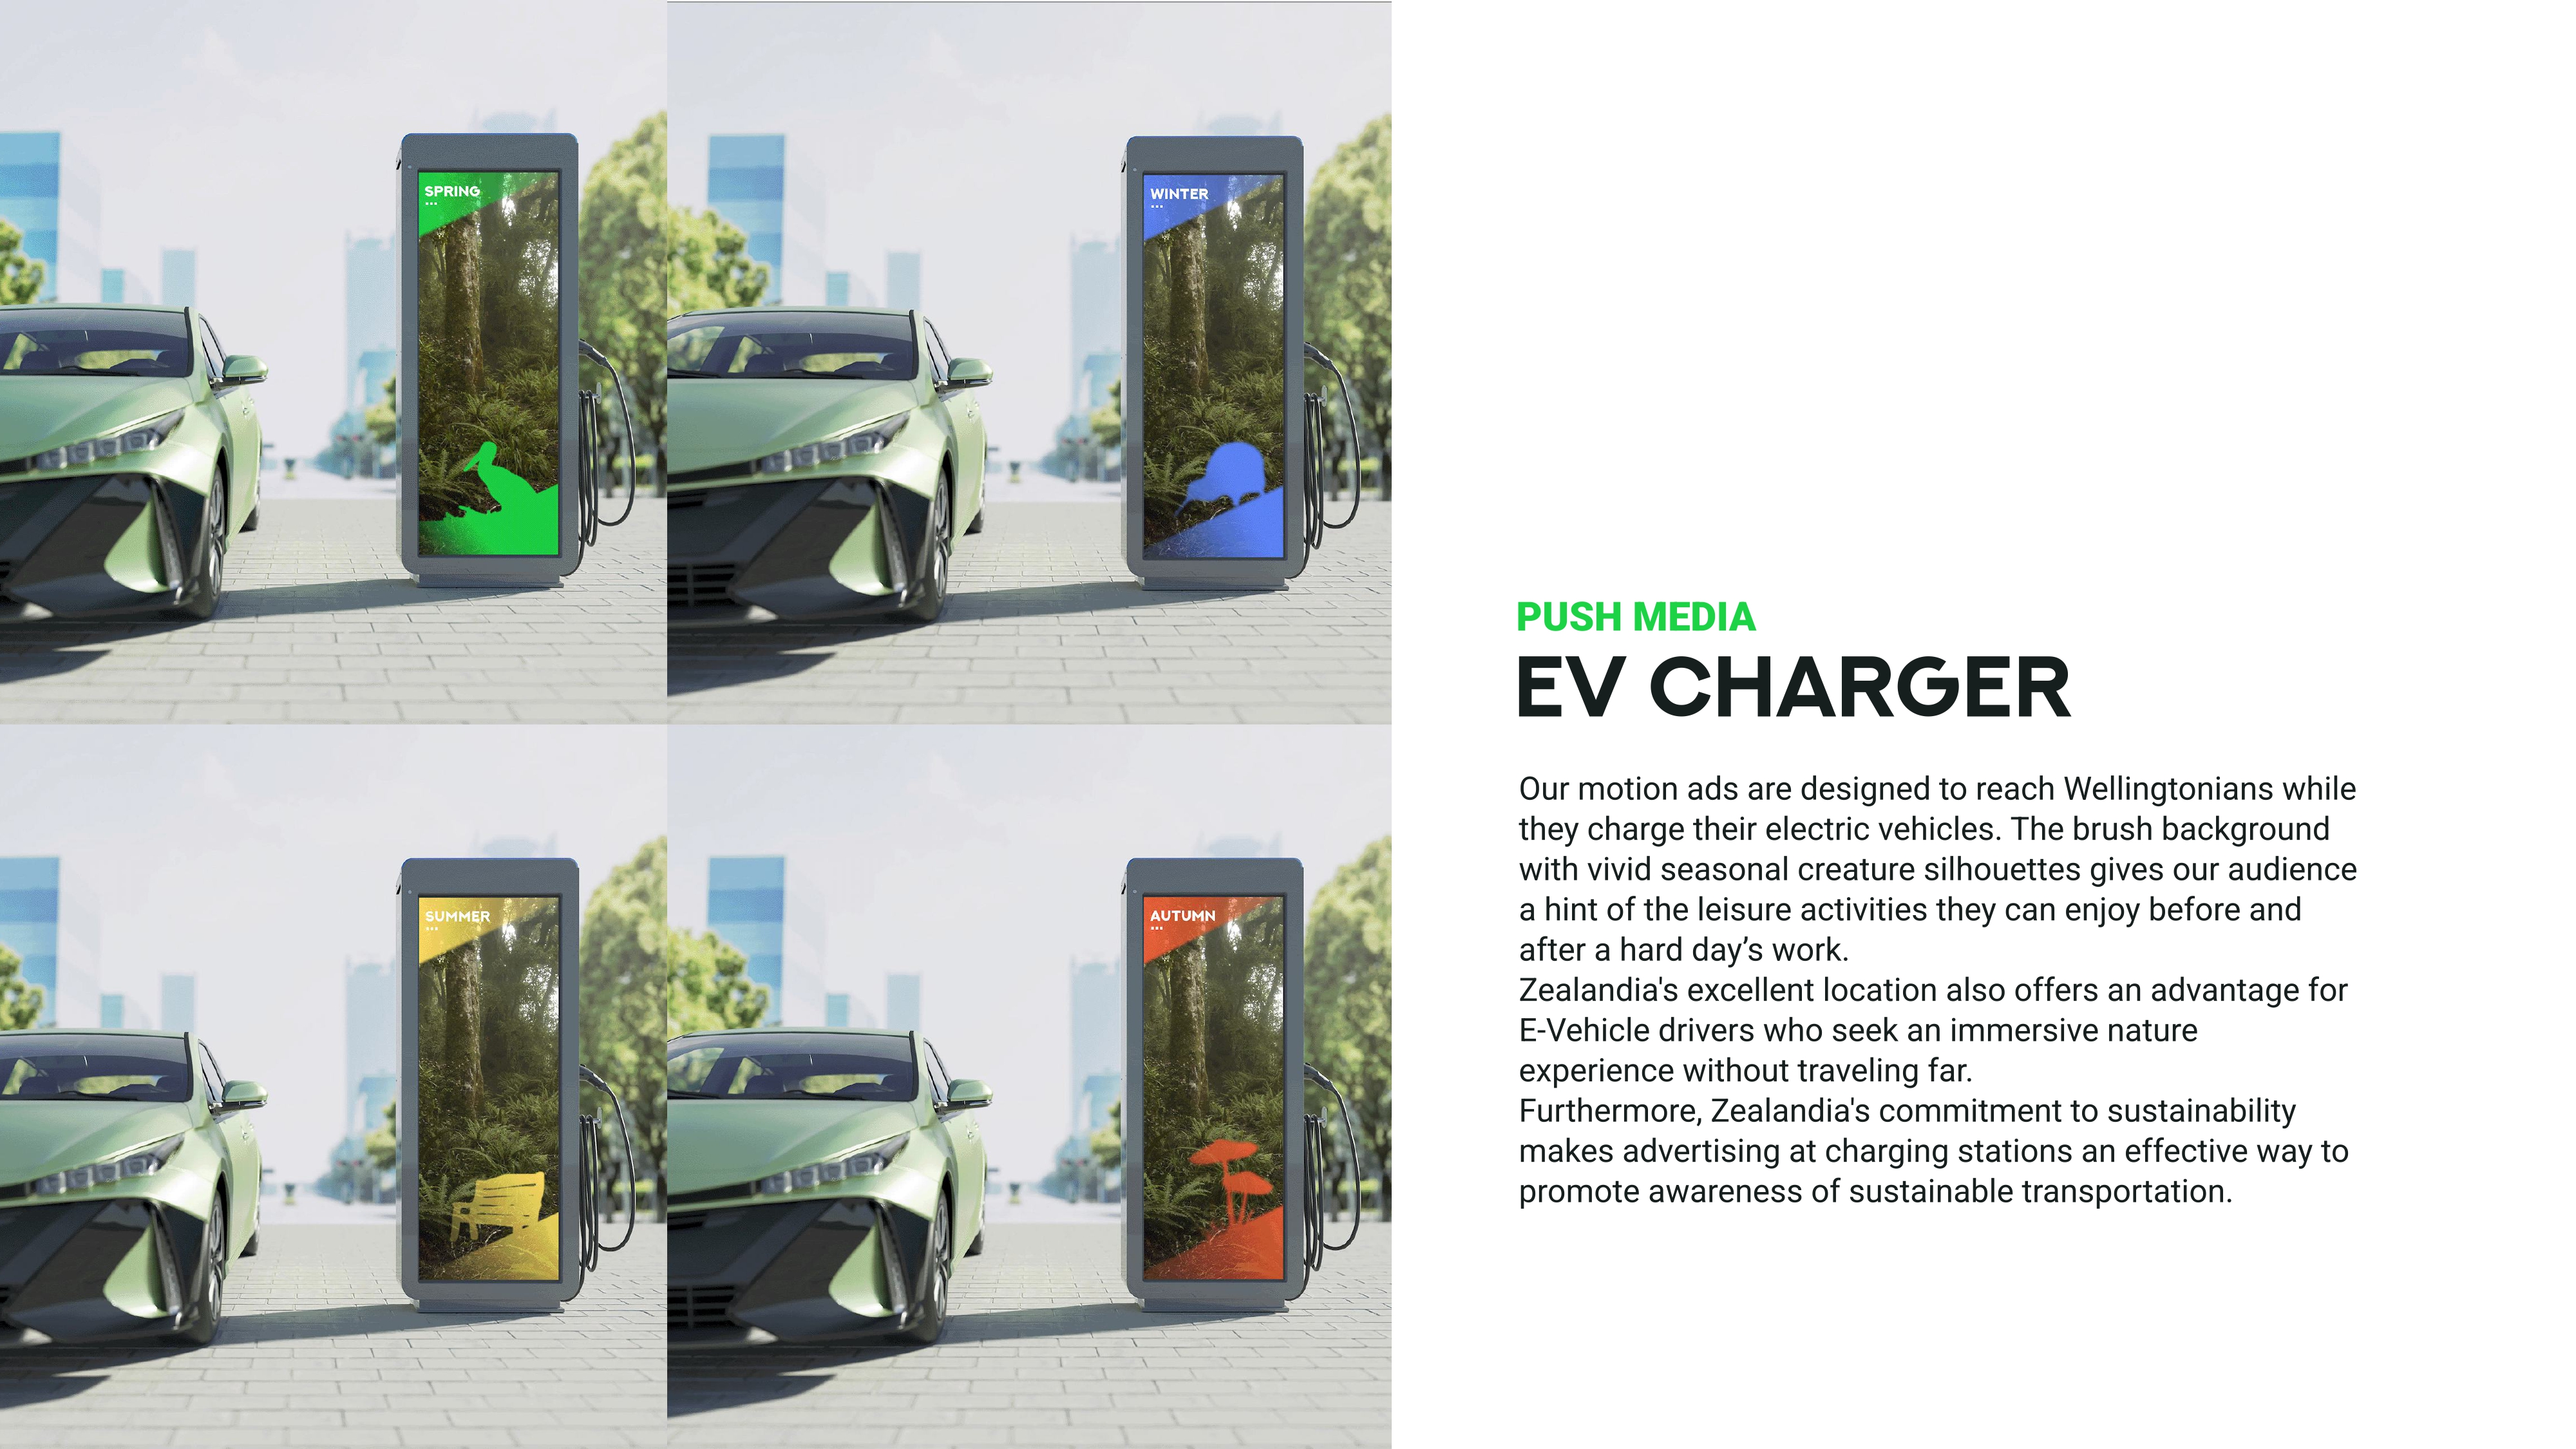 SPRING
...
WINTER
...
SUMMER
...
AUTUMN
...
PUSH MEDIA
EV CHARGER
Our motion ads are designed to reach Wellingtonians while
they charge their electric vehicles. The brush background
with vivid seasonal creature silhouettes gives our audience
a hint of the leisure activities they can enjoy before and
after a hard day’s work.
Zealandia's excellent location also offers an advantage for
E-Vehicle drivers who seek an immersive nature
experience without traveling far.
Furthermore, Zealandia's commitment to sustainability
makes advertising at charging stations an effective way to
promote awareness of sustainable transportation.